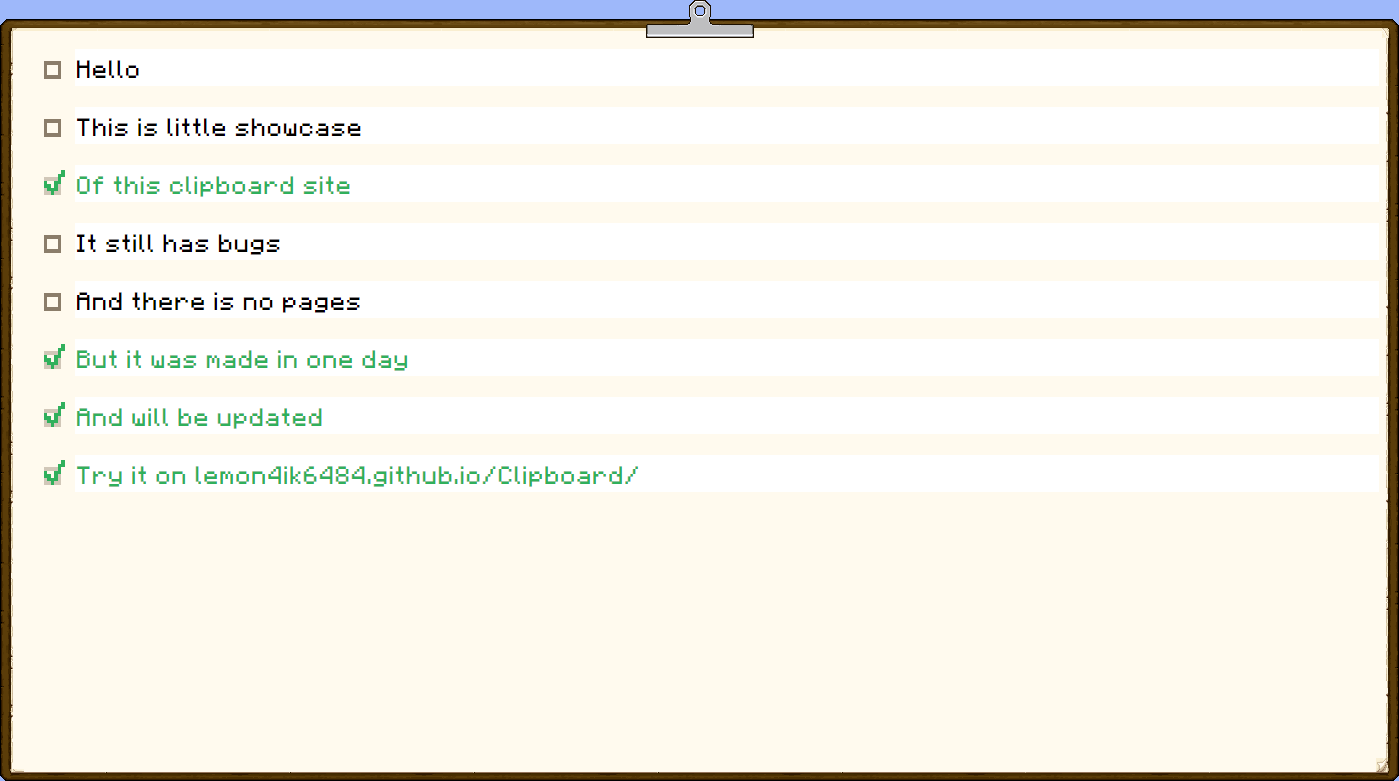 Hello
This is little showcase
Of this clipboard site
It still has bugs
And there is no pages
But it was made in one day
And will be updated
Try it on lemon4ik6484.github.io/Clipboard/